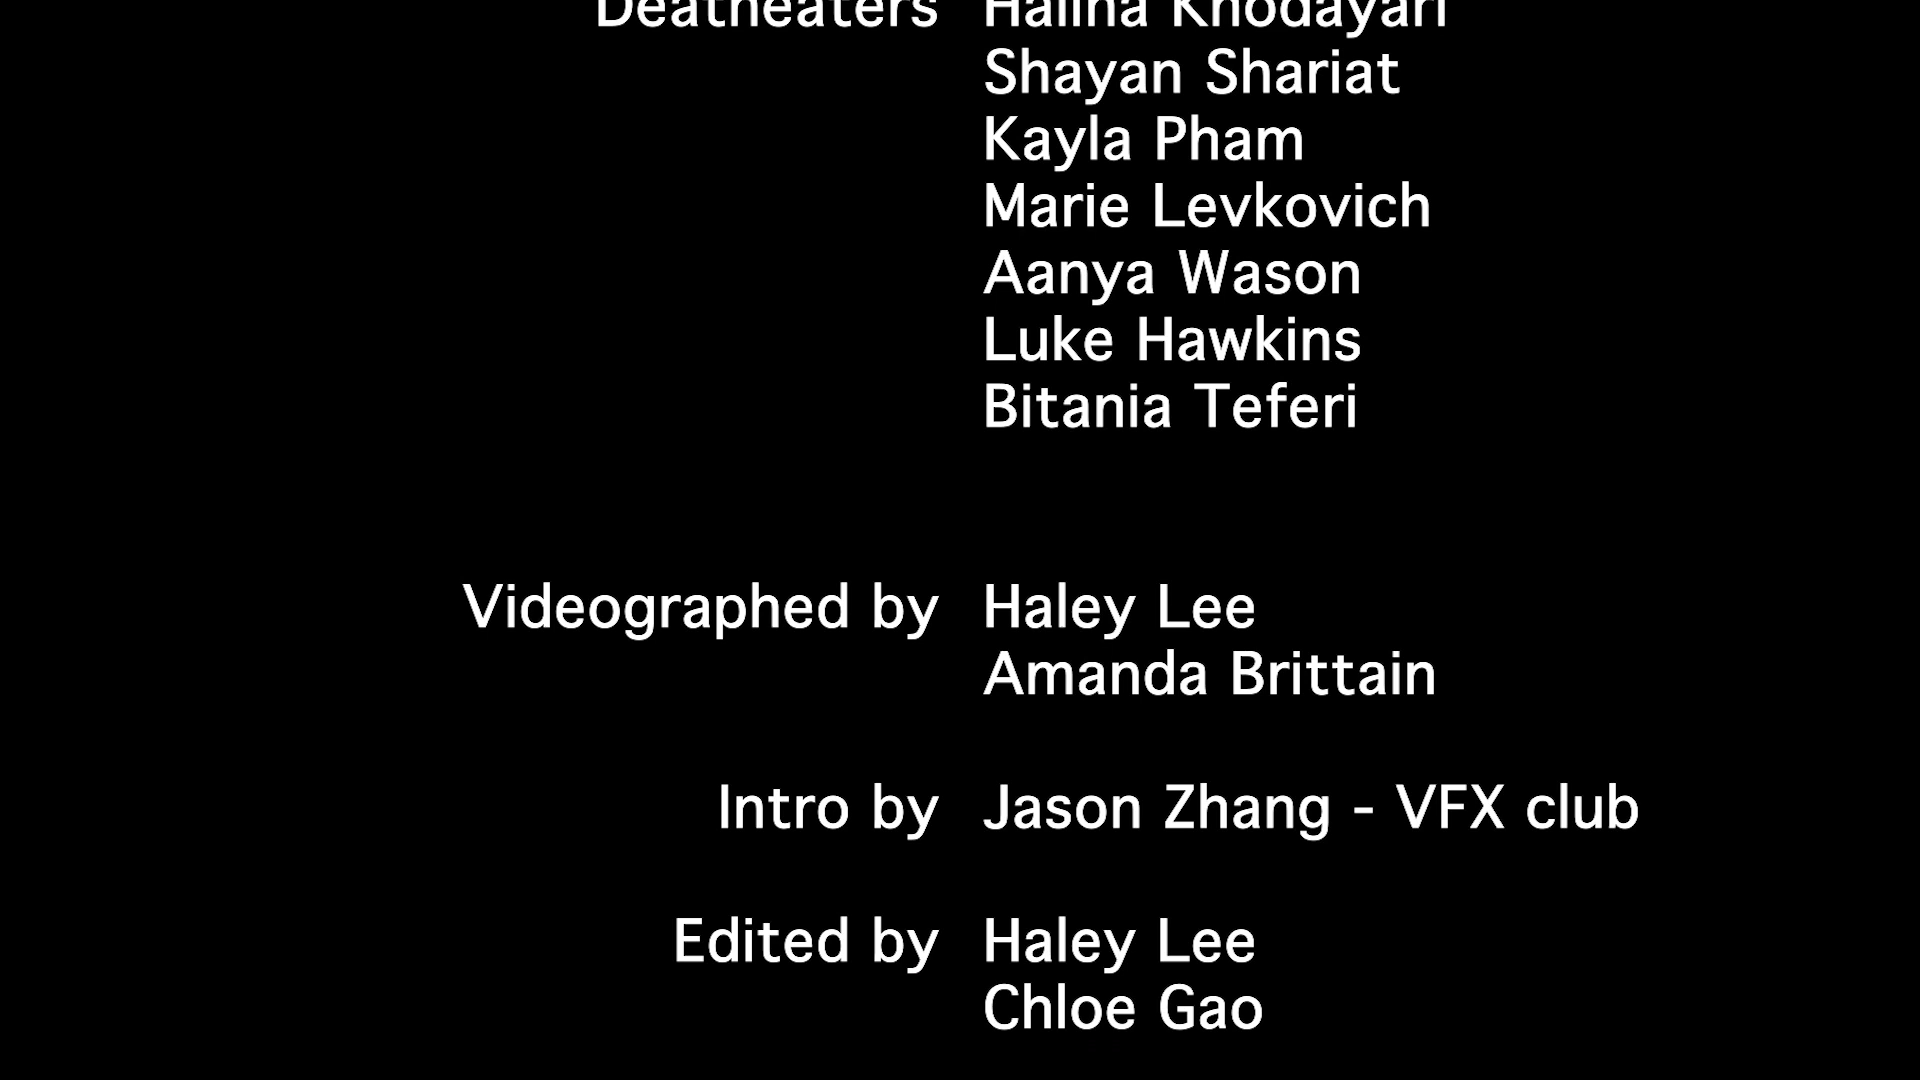 Deatheaters Halina Khodayari
Shayan Shariat
Kayla Pham
Marie Levkovich
Aanya Wason
Luke Hawkins
Bitania Teferi
Videographed by Haley Lee
Amanda Brittain
Intro by Jason Zhang - VFX club
Edited by Haley Lee
Chloe Gao